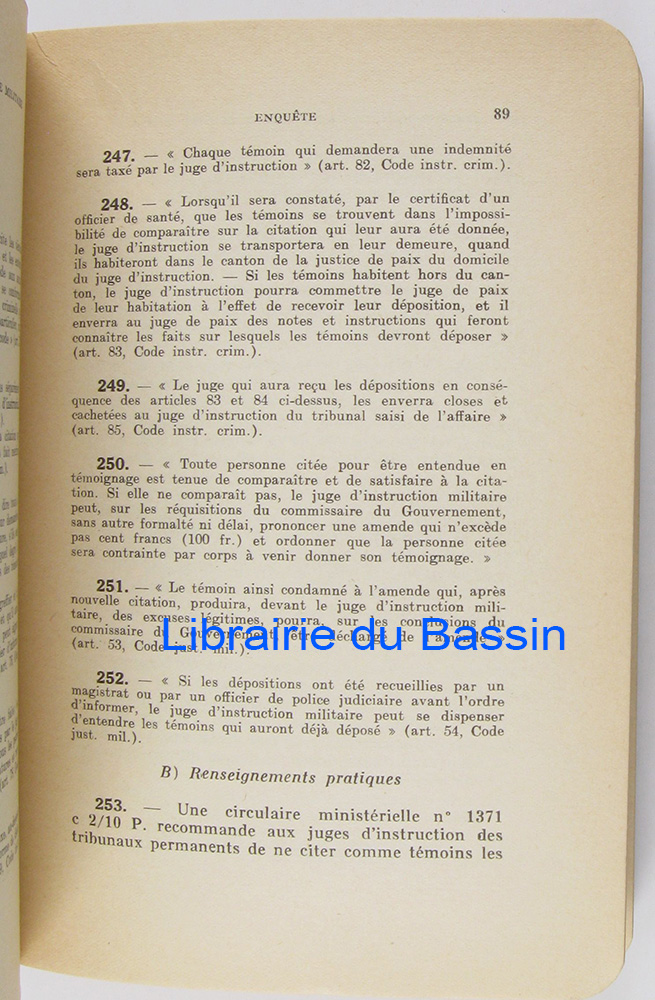 ENQUÊTE 89
247. — « Chaque témoin qui demandera une indemnité
sera taxé par le juge d'instruction » (art. 82, Code instr. crim.).
248. — « Lorsqu'il sera constaté, par le certificat d'un
officier de santé, que les témoins se trouvent dans l'impossi-
bilité de comparaître sur la citation qui leur aura été donnée,
le juge d'instruction se transportera en leur demeure, quand
ils habiteront dans le canton de la justice de paix du domicile
du juge d'instruction. — Si les témoins habitent hors du can-
ton, le juge d'instruction pourra commettre le juge de paix
de leur habitation à l'effet de recevoir leur déposition, et il
enverra au juge de paix des notes et instructions qui feront
connaître les faits sur lesquels les témoins devront déposer »
(art. 83, Code instr. crim.).
249. — « Le juge qui aura reçu les dépositions en consé-
quence des articles 83 et 84 ci-dessus, les enverra closes et
cachetées au juge d'instruction du tribunal saisi de l'affaire »
(art. 85, Code instr. crim.).
250. — « Toute personne citée pour être entendue en
témoignage est tenue de comparaître et de satisfaire à la cita-
tion. Si elle ne comparaît pas, le juge d'instruction militaire
peut, sur les réquisitions du commissaire du Gouvernement,
sans autre formalté ni délai, prononcer une amende qui n'excède
pas cent francs (100 fr.) et ordonner que la personne citée
sera contrainte par corps à venir donner son témoignage. »
251. — « Le témoin ainsi condamné à l'amende qui, après
nouvelle citation, produira, devant le juge d'instruction mili-
taire, des excuses légitimes, pourra, sur les conclusions du
commissaire du Gouvernement, être déchargé de l'amende »
(art. 53, Code just. mil.).
Librairie du Bassin
252. — « Si les dépositions ont été recueillies par un
magistrat ou par un officier de police judiciaire avant l'ordre
d'informer, le juge d'instruction militaire peut se dispenser
d'entendre les témoins qui auront déjà déposé » (art. 54, Code
just. mil.).
B) Renseignements pratiques
253. — Une circulaire ministérielle n° 1371
c 2/10 P. recommande aux juges d'instruction des
tribunaux permanents de ne citer comme témoins les